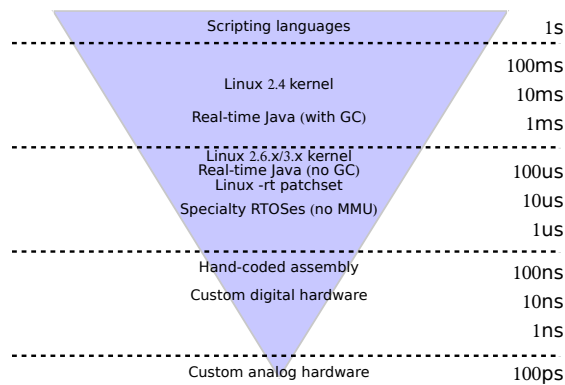 Scripting languages
1s
100ms
Linux 2.4 kernel
10ms
Real-time Java (with GC)
1ms
Linux 2.6.x/3.x kernel
Real-time Java (no GC)
100us
Linux -rt patchset
10us
Specialty RTOSes (no MMU)
1us
Hand-coded assembly
100ns
Custom digital hardware
10ns
1ns
Custom analog hardware
100ps